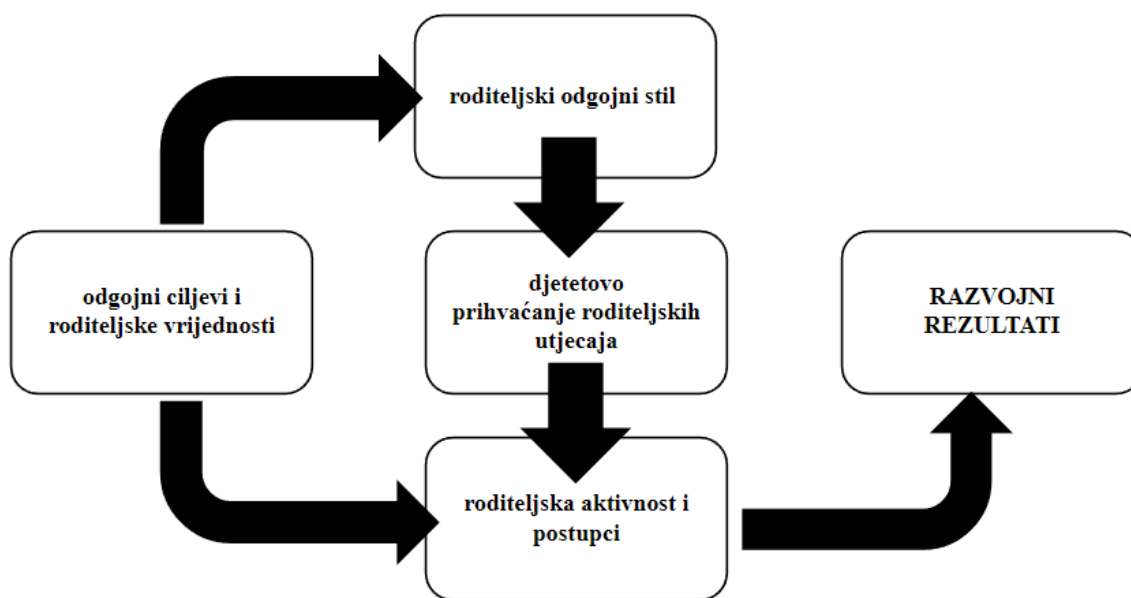 roditeljski odgojni stil
odgojni ciljevi i
roditeljske vrijednosti
djetetovo
prihvaćanje roditeljskih
utjecaja
RAZVOJNI
REZULTATI
roditeljska aktivnost i
postupci